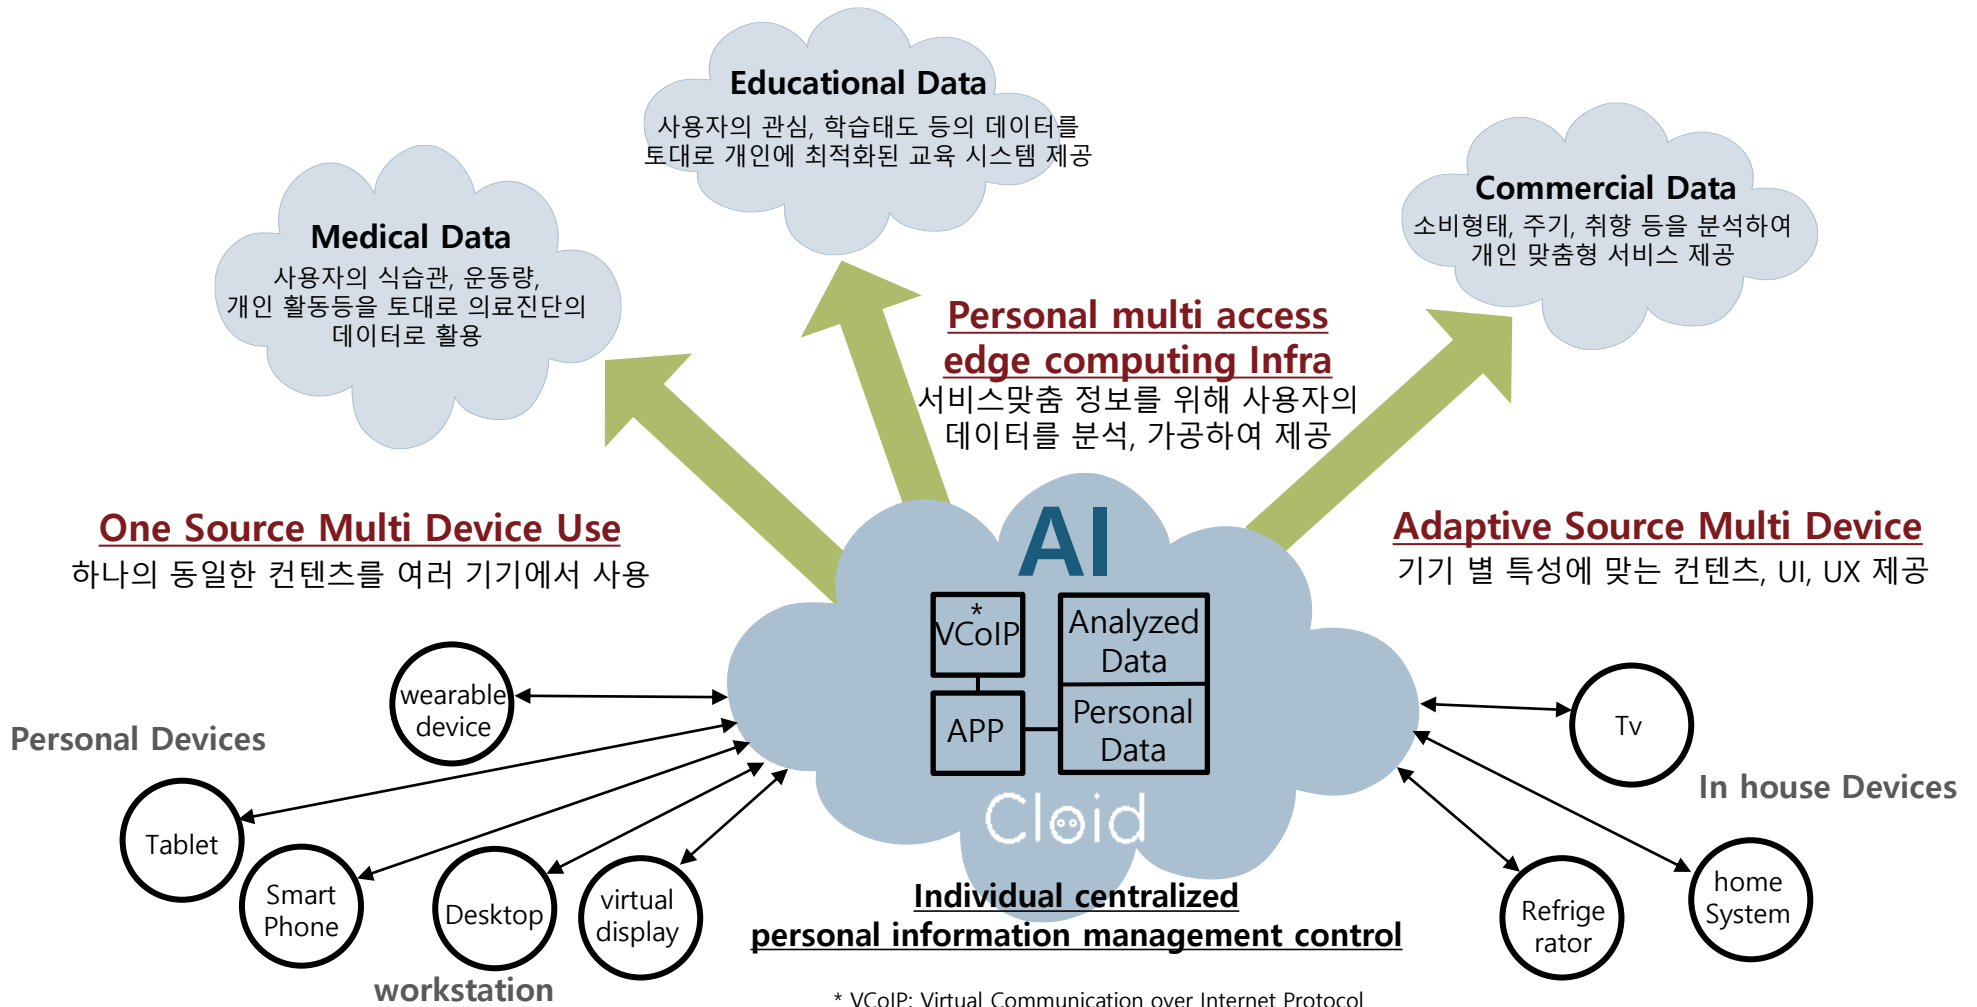 Educational Data
사용자의 관심, 학습태도 등의 데이터를
토대로 개인에 최적화된 교육 시스템 제공
Commercial Data
소비형태, 주기, 취향 등을 분석하여
개인 맞춤형 서비스 제공
Medical Data
사용자의 식습관, 운동량,
개인 활동등을 토대로 의료진단의
데이터로 활용
Personal multi access
edge computing Infra
서비스맞춤 정보를 위해 사용자의
데이터를 분석, 가공하여 제공
One Source Multi Device Use
하나의 동일한 컨텐츠를 여러 기기에서 사용
AI
Adaptive Source Multi Device
기기 별 특성에 맞는 컨텐츠, UI, UX 제공
*
VCoIP
Analyzed
Data
APP
Personal
Data
Cloid
Personal Devices
wearable
device
Tablet
Smart
Phone
Desktop
virtual
display
workstation
Tv
In house Devices
Refrige
rator
home
System
Individual centralized
personal information management control
* VCoIP: Virtual Communication over Internet Protocol